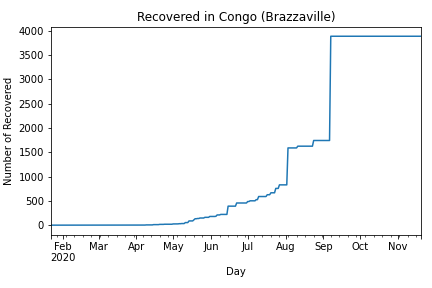 Recovered in Congo (Brazzaville)
Number of Recovered
4000
3500
3000
2500
2000
1500
1000
500
0
Feb Mar Apr May Jun Jul Aug Sep Oct Nov
2020
Day